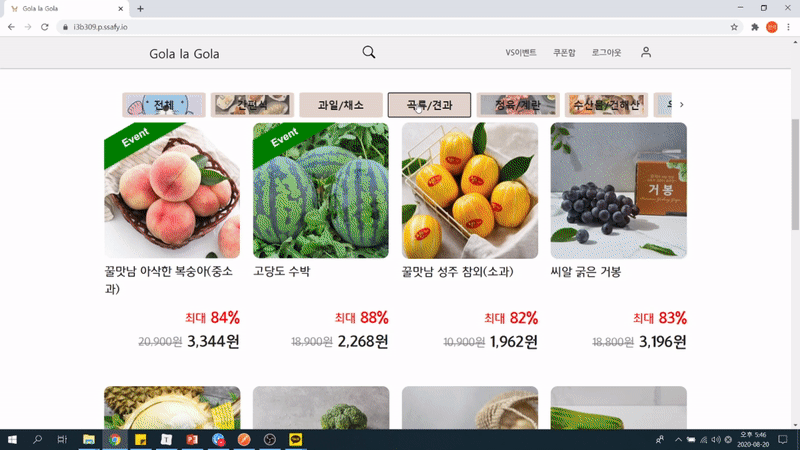 Gola la Gola
i3b309.p.ssafy.io
Gola la Gola
VS이벤트 쿠폰함 로그아웃
전체 간편식 과일/채소 곡류/견과 정육/계란 수산물/건해산
Event Event
거봉
꿀맛남 아삭한 복숭아(중소
과)
고당도 수박
꿀맛남 성주 참외(소과)
씨알 굵은 거봉
최대 84% 최대 88% 최대 82% 최대 83%
20,900원 3,344원 18,900원 2,268원 10,900원 1,962원 18,800원 3,196원
오후 5:46
2020-08-20